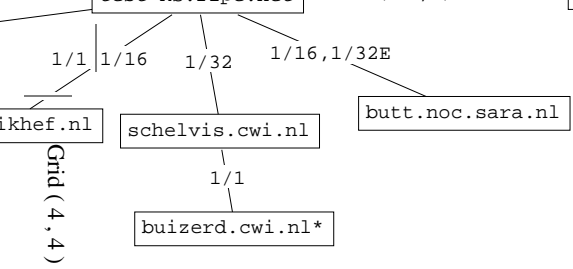 1/1 1/16
1/32
1/16,1/32E
butt.noc.sara.nl
ikhef.nl
schelvis.cwi.nl
Grid ( 4 , 4 )
1/1
buizerd.cwi.nl*